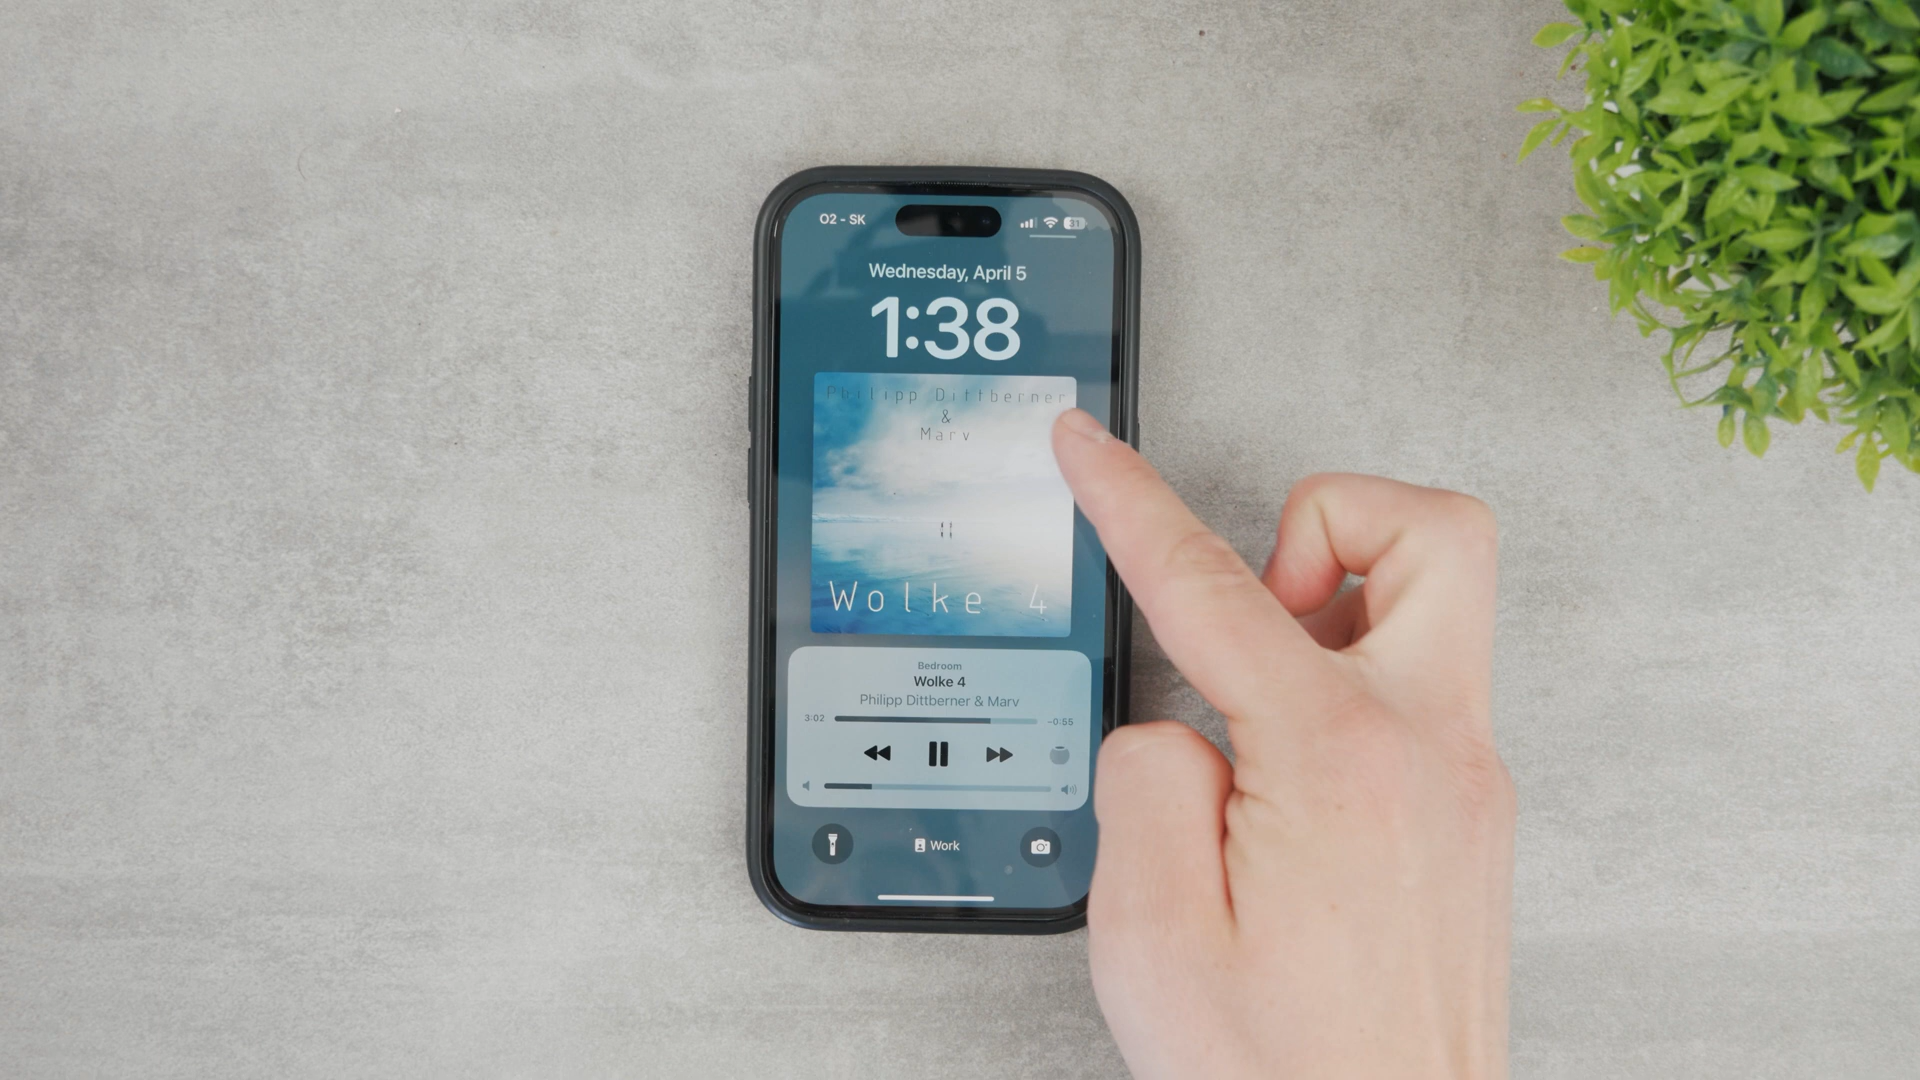 O2 - SK
31
Wednesday, April 5
1:38
Philipp Dittberner
&
Marv
Wolke 4
Bedroom
Wolke 4
Philipp Dittberner & Marv
3:02 -0:55
Work